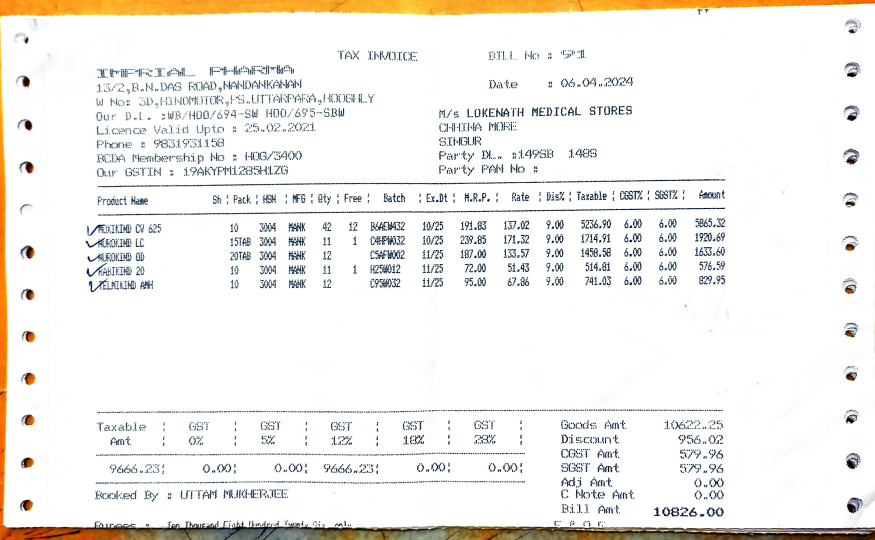 TAX INVOICE BILL No : 91
IMPRIAL PHARMA
13/2,B.N.DAS ROAD,NANDANKANAN Date : 06.04.2024
W No: 3D,HINOMOTOR,PS.UTTARPARA,HOOGHLY
Our D.L. :WB/HOO/694-SW HOO/695-SBW M/s LOKENATH MEDICAL STORES
Licence Valid Upto : 25.02.2021 CHHINA MORE
Phone : 9831931158 SINGUR
BCDA Membership No : HOG/3400 Party DL. :149SB 148S
Our GSTIN : 19AKYPM1285H1ZG Party PAN No :
Product Name Sh ¦ Pack ¦ HSN ¦ MFG ¦ Qty ¦ Free ¦ Batch ¦ Ex.Dt ¦ M.R.P. ¦ Rate ¦ Dis% ¦ Taxable ¦ CGST% ¦ SGST% ¦ Amount
MOXIKIND CV 625 10 3004 MANK 42 12 10/25 191.83 137.02 9.00 5236.90 6.00 6.00 5865.32
NUROKIND LC 15TAB 3004 MANK 11 1 10/25 239.85 171.32 9.00 1714.91 6.00 6.00 1920.69
NUROKIND OD 20TAB 3004 MANK 12 11/25 187.00 133.57 9.00 1458.58 6.00 6.00 1633.60
RABIKIND 20 10 3004 MANK 11 1 11/25 72.00 51.43 9.00 514.81 6.00 6.00 576.59
TELMIKIND AMH 10 3004 MANK 12 11/25 95.00 67.86 9.00 741.03 6.00 6.00 829.95
Taxable ¦ GST ¦ GST ¦ GST ¦ GST ¦ GST ¦ Goods Amt 10622.25
Amt ¦ 0% ¦ 5% ¦ 12% ¦ 18% ¦ 28% ¦ Discount 956.02
CGST Amt 579.96
9666.23¦ 0.00¦ 0.00¦ 9666.23¦ 0.00¦ 0.00¦ SGST Amt 579.96
Adj Amt 0.00
Booked By : UTTAM MUKHERJEE C Note Amt 0.00
Bill Amt 10826.00
Rupees : Ten Thousand Eight Hundred Twenty Six only E & O E